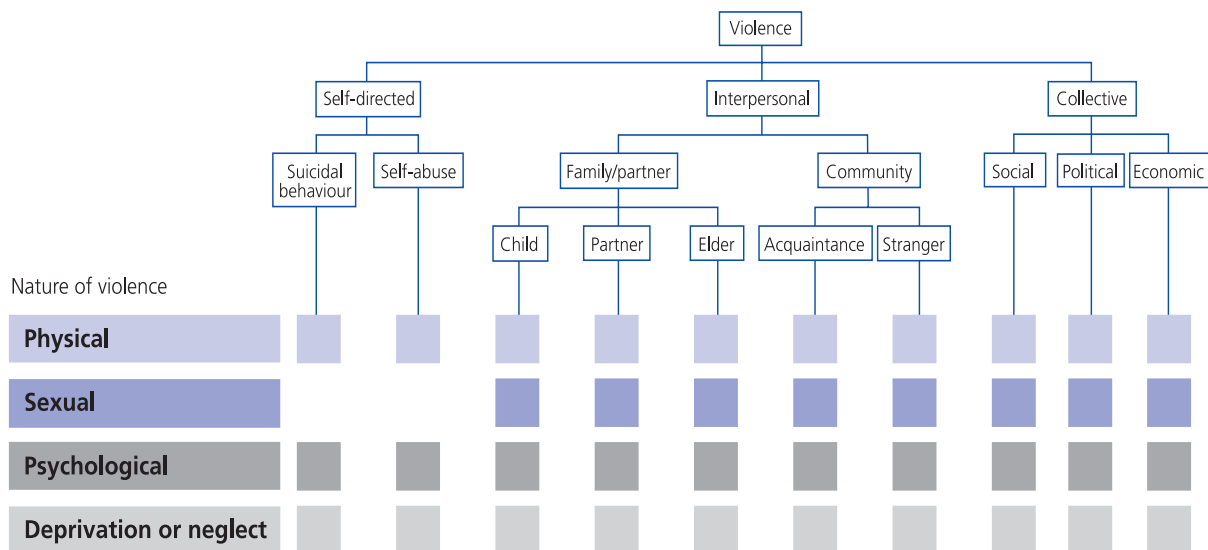 Violence
Self-directed
Interpersonal
Collective
Suicidal
behaviour
Self-abuse
Family/partner
Community
Social
Political
Economic
Child
Partner
Elder
Acquaintance
Stranger
Nature of violence
Physical
Sexual
Psychological
Deprivation or neglect